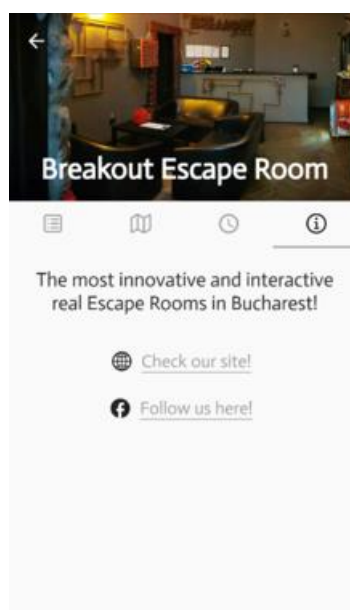 BREAKOUT
Breakout Escape Room
The most innovative and interactive
real Escape Rooms in Bucharest!
Check our site!
Follow us here!